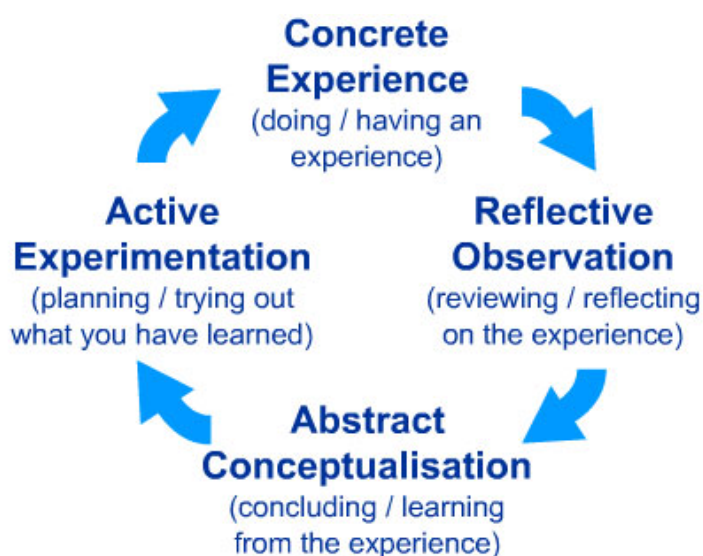 Concrete
Experience
(doing / having an
experience)
Reflective
Observation
(reviewing / reflecting
on the experience)
Abstract
Conceptualisation
(concluding / learning
from the experience)
Active
Experimentation
(planning / trying out
what you have learned)